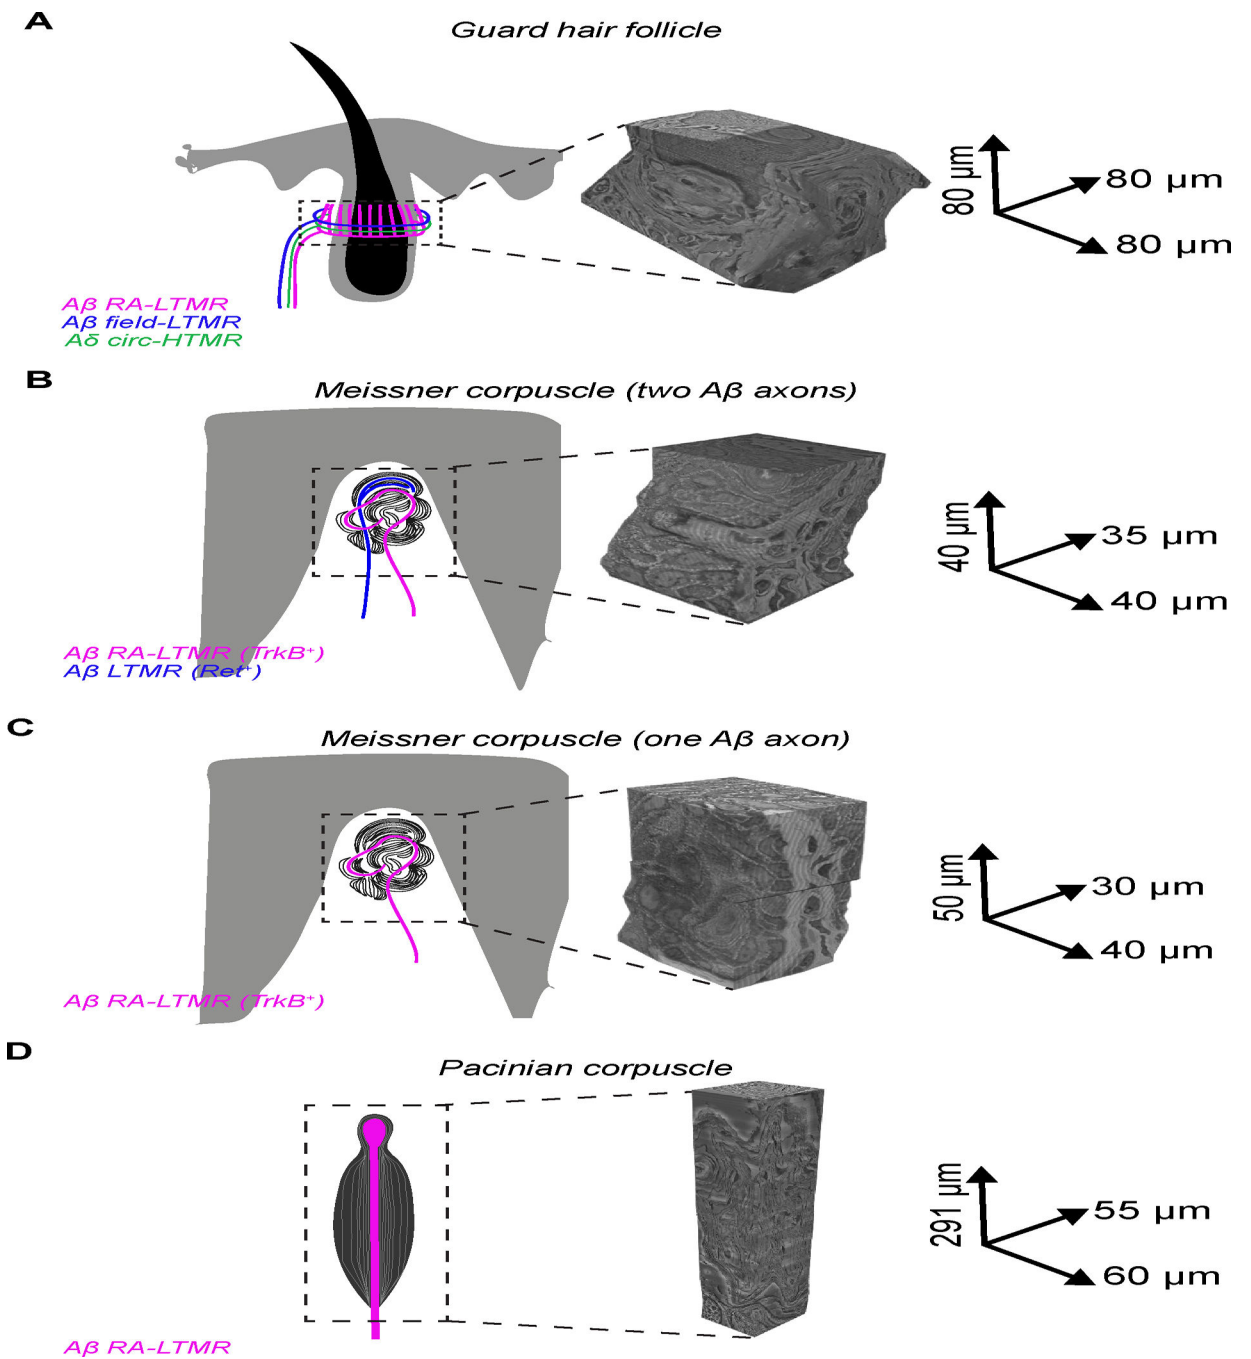 A
Guard hair follicle
80 µm
80 µm
80 µm
Aβ RA-LTMR
Aβ field-LTMR
Aδ circ-HTMR
B
Meissner corpuscle (two Aβ axons)
40 µm
35 µm
40 µm
Aβ RA-LTMR (TrkB⁺)
Aβ LTMR (Ret⁺)
C
Meissner corpuscle (one Aβ axon)
50 µm
30 µm
40 µm
Aβ RA-LTMR (TrkB⁺)
D
Pacinian corpuscle
291 µm
55 µm
60 µm
Aβ RA-LTMR